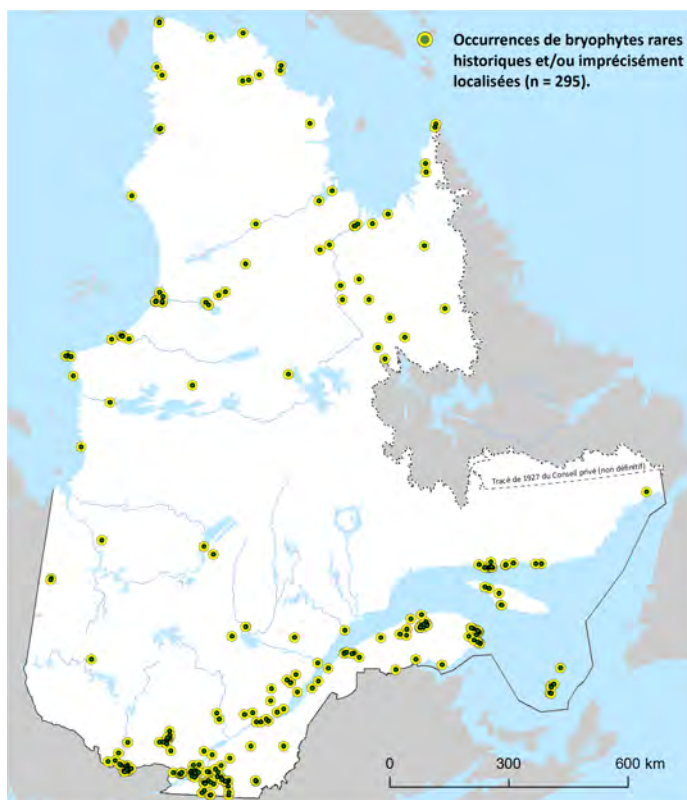 Occurrences de bryophytes rares
historiques et/ou imprécisément
localisées (n = 295).
Tracé de 1927 du Conseil privé (non définitif)
0 300 600 km